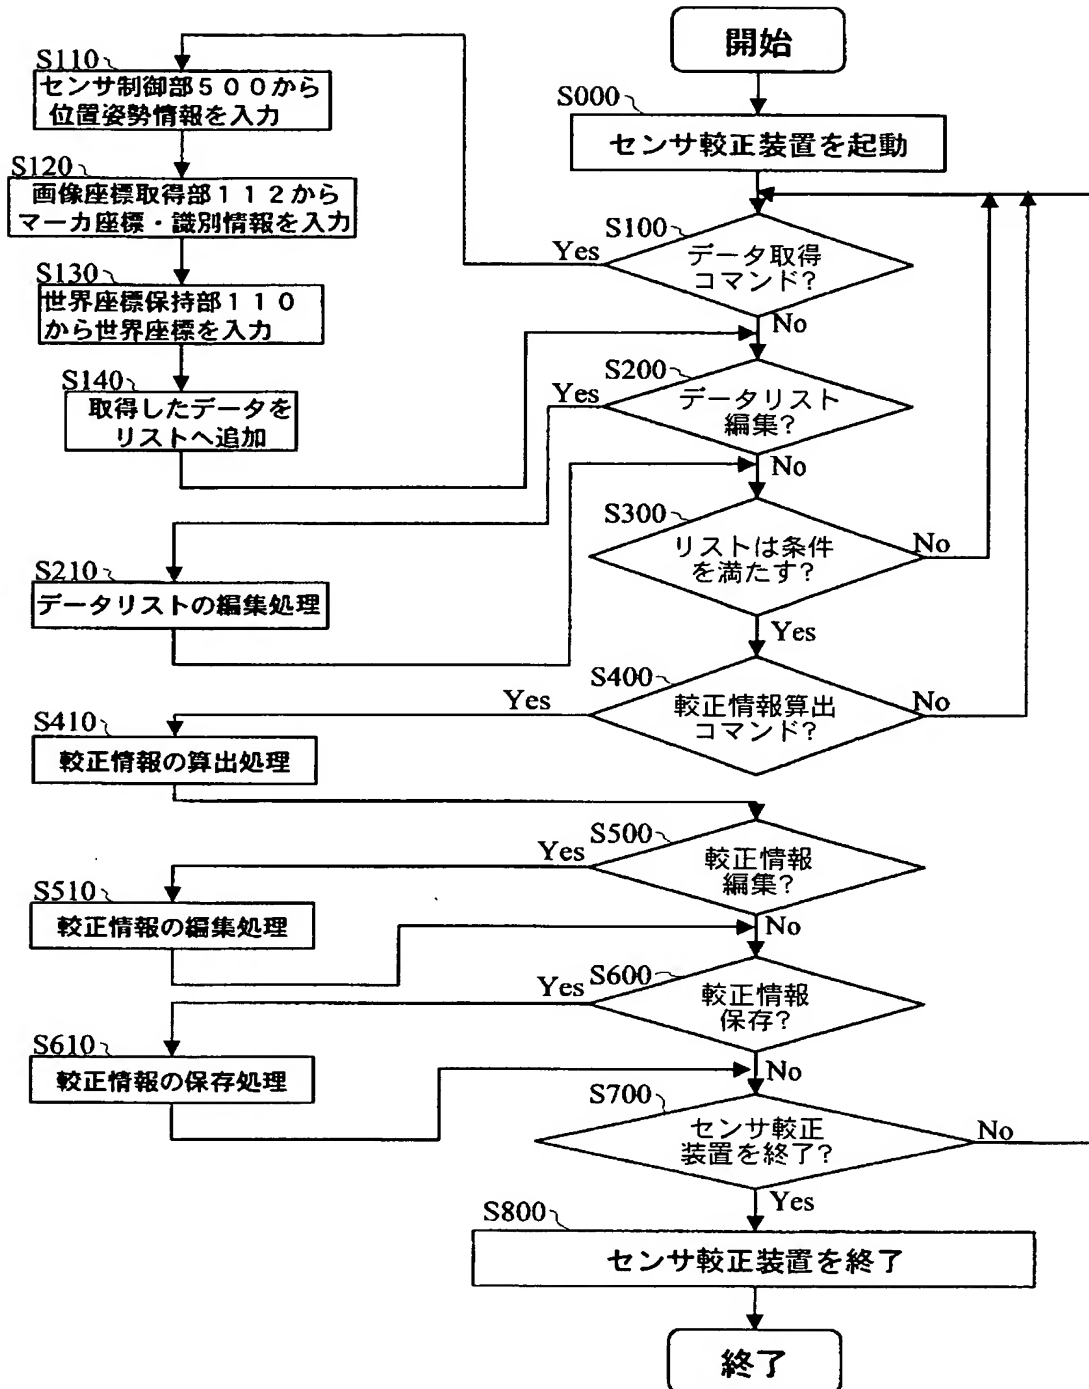 開始
S000
センサ較正装置を起動
S100
データ取得
コマンド?
Yes
No
S110
センサ制御部500から
位置姿勢情報を入力
S120
画像座標取得部112から
マーカ座標・識別情報を入力
S130
世界座標保持部110
から世界座標を入力
S140
取得したデータを
リストへ追加
S200
データリスト
編集?
Yes
No
S210
データリストの編集処理
S300
リストは条件
を満たす?
No
Yes
S400
較正情報算出
コマンド?
Yes
No
S410
較正情報の算出処理
S500
較正情報
編集?
Yes
No
S510
較正情報の編集処理
S600
較正情報
保存?
Yes
No
S610
較正情報の保存処理
S700
センサ較正
装置を終了?
No
Yes
S800
センサ較正装置を終了
終了